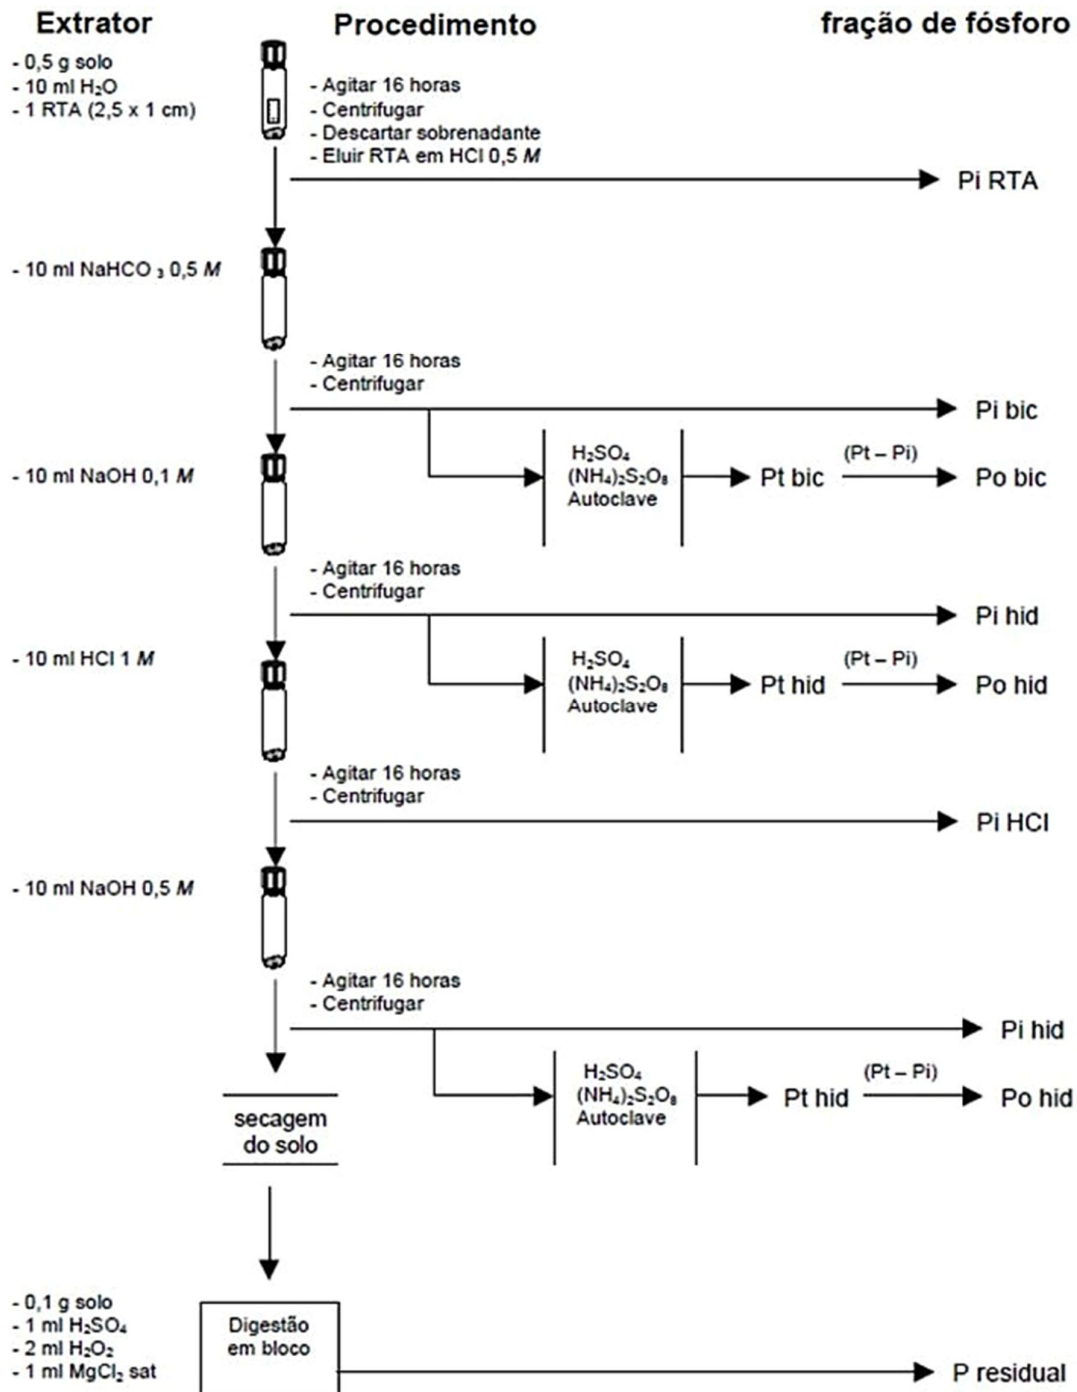 Extrator
Procedimento
fração de fósforo
- 0,5 g solo
- 10 ml H₂O
- 1 RTA (2,5 x 1 cm)
- Agitar 16 horas
- Centrifugar
- Descartar sobrenadante
- Eluir RTA em HCl 0,5 M
Pi RTA
- 10 ml NaHCO ₃ 0,5 M
- Agitar 16 horas
- Centrifugar
Pi bic
H₂SO₄
(NH₄)₂S₂O₈
Autoclave
Pt bic
(Pt – Pi)
Po bic
- 10 ml NaOH 0,1 M
- Agitar 16 horas
- Centrifugar
Pi hid
H₂SO₄
(NH₄)₂S₂O₈
Autoclave
Pt hid
(Pt – Pi)
Po hid
- 10 ml HCl 1 M
- Agitar 16 horas
- Centrifugar
Pi HCl
- 10 ml NaOH 0,5 M
- Agitar 16 horas
- Centrifugar
Pi hid
H₂SO₄
(NH₄)₂S₂O₈
Autoclave
Pt hid
(Pt – Pi)
Po hid
secagem
do solo
- 0,1 g solo
- 1 ml H₂SO₄
- 2 ml H₂O₂
- 1 ml MgCl₂ sat
Digestão
em bloco
P residual